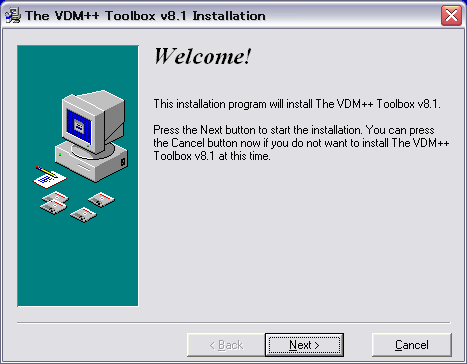 The VDM++ Toolbox v8.1 Installation
Welcome!
This installation program will install The VDM++ Toolbox v8.1.
Press the Next button to start the installation. You can press
the Cancel button now if you do not want to install The VDM++
Toolbox v8.1 at this time.
< Back
Next >
Cancel